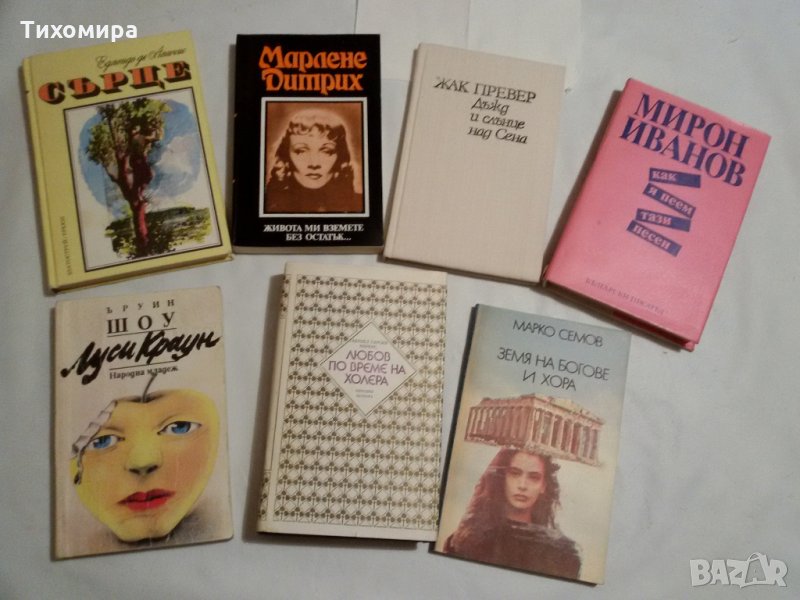 Тихомира
Едмондо де Амичис
СЪРЦЕ
Марлене
Дитрих
ЖИВОТА МИ ВЗЕМЕТЕ
БЕЗ ОСТАТЪК...
ЖАК ПРЕВЕР
Дъжд
и слънце
над Сена
МИРОН
ИВАНОВ
как
я пеем
тази
песен
БЪЛГАРСКИ ПИСАТЕЛ
ЪРУИН
ШОУ
Луси Краун
Народна младеж
ЛЮБОВ
ПО ВРЕМЕ НА
ХОЛЕРА
МАРКО СЕМОВ
ЗЕМЯ НА БОГОВЕ
И ХОРА
BAZAR